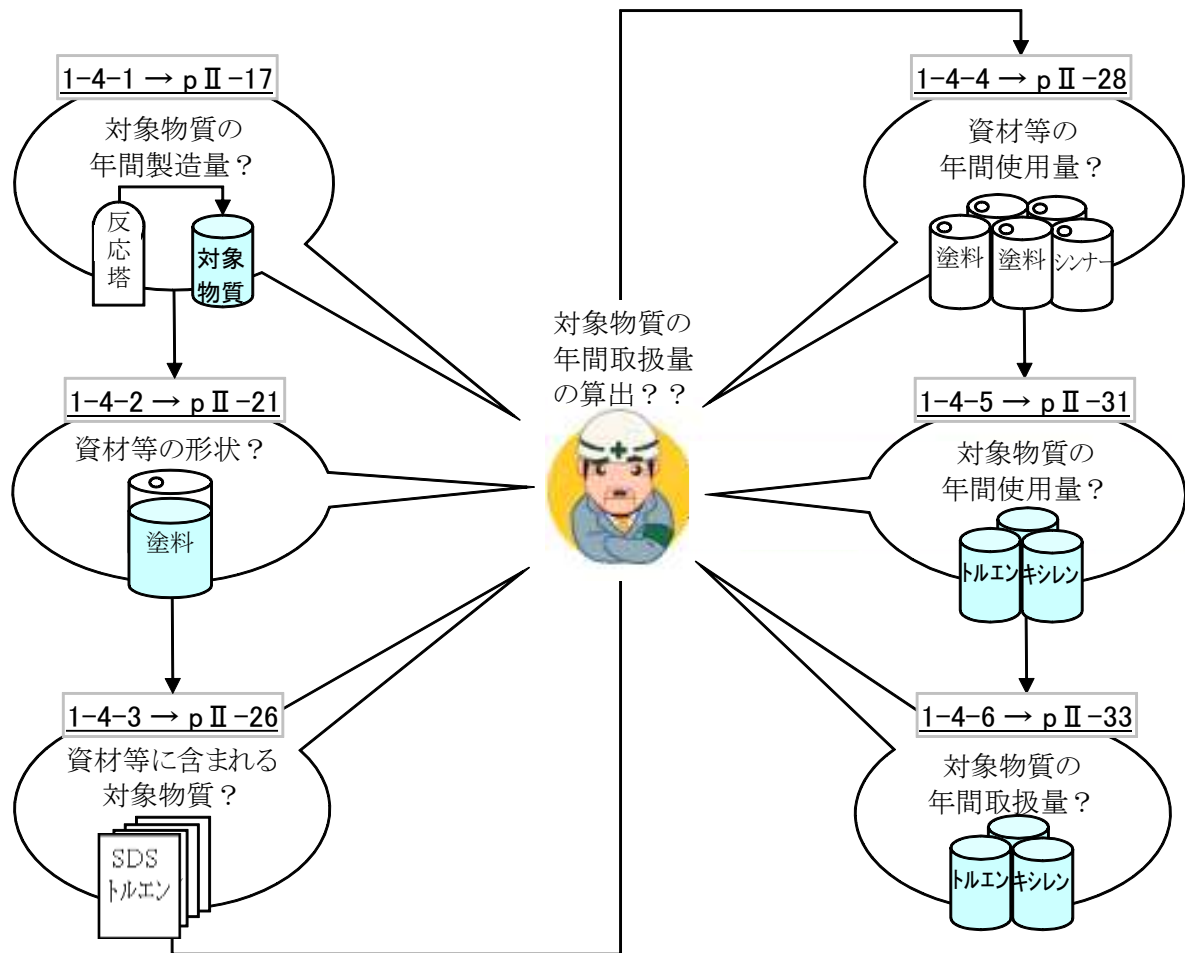 1-4-1 → pⅡ-17
対象物質の
年間製造量？
反
応
塔
対象
物質
1-4-2 → pⅡ-21
資材等の形状？
塗料
1-4-3 → pⅡ-26
資材等に含まれる
対象物質？
SDS
トルエン
対象物質の
年間取扱量
の算出？？
1-4-4 → pⅡ-28
資材等の
年間使用量？
塗料 塗料 シンナー
1-4-5 → pⅡ-31
対象物質の
年間使用量？
トルエン キシレン
1-4-6 → pⅡ-33
対象物質の
年間取扱量？
トルエン キシレン